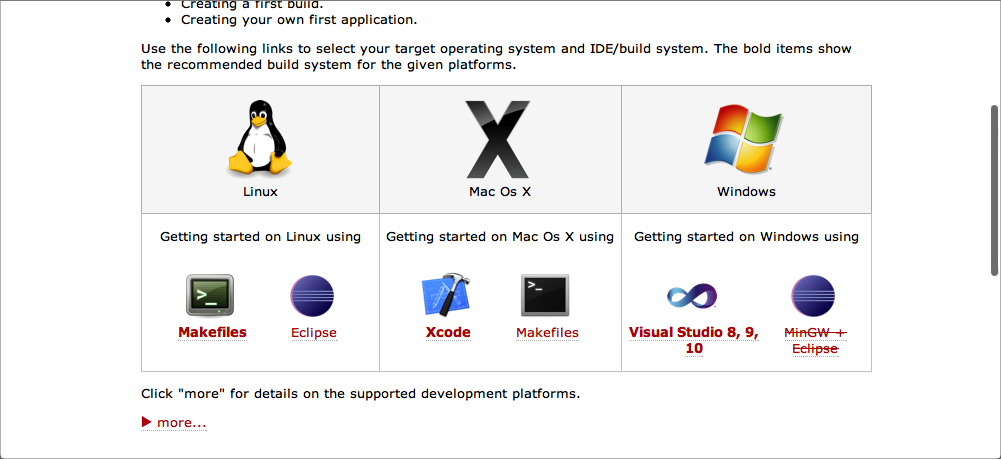 Creating a first build.
Creating your own first application.
Use the following links to select your target operating system and IDE/build system. The bold items show
the recommended build system for the given platforms.
Linux
Mac Os X
Windows
Getting started on Linux using
Getting started on Mac Os X using
Getting started on Windows using
>_
>_
Makefiles
Eclipse
Xcode
Makefiles
Visual Studio 8, 9,
10
MinGW +
Eclipse
Click "more" for details on the supported development platforms.
more...